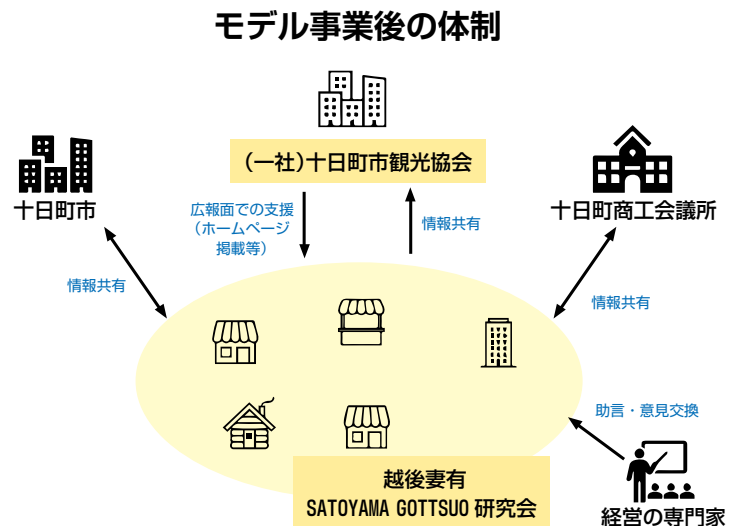 モデル事業後の体制
(一社)十日町市観光協会
十日町市
十日町商工会議所
広報面での支援
(ホームページ
掲載等)
情報共有
情報共有
情報共有
助言・意見交換
越後妻有
SATOYAMA GOTTSUO 研究会
経営の専門家